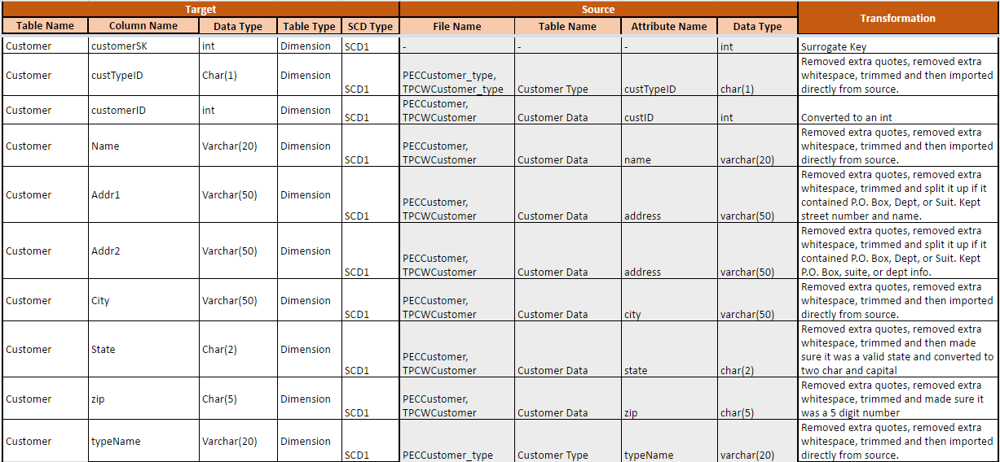 Target Source Transformation
Table Name Column Name Data Type Table Type SCD Type File Name Table Name Attribute Name Data Type
Customer customerSK int Dimension SCD1 - - - int Surrogate Key
Customer custTypeID Char(1) Dimension SCD1 PECCustomer_type, TPCWCustomer_type Customer Type custTypeID char(1) Removed extra quotes, removed extra whitespace, trimmed and then imported directly from source.
Customer customerID int Dimension SCD1 PECCustomer, TPCWCustomer Customer Data custID int Converted to an int
Customer Name Varchar(20) Dimension SCD1 PECCustomer, TPCWCustomer Customer Data name varchar(20) Removed extra quotes, removed extra whitespace, trimmed and then imported directly from source.
Customer Addr1 Varchar(50) Dimension SCD1 PECCustomer, TPCWCustomer Customer Data address varchar(50) Removed extra quotes, removed extra whitespace, trimmed and split it up if it contained P.O. Box, Dept, or Suit. Kept street number and name.
Customer Addr2 Varchar(50) Dimension SCD1 PECCustomer, TPCWCustomer Customer Data address varchar(50) Removed extra quotes, removed extra whitespace, trimmed and split it up if it contained P.O. Box, Dept, or Suit. Kept P.O. Box, suite, or dept info.
Customer City Varchar(50) Dimension SCD1 PECCustomer, TPCWCustomer Customer Data city varchar(50) Removed extra quotes, removed extra whitespace, trimmed and then imported directly from source.
Customer State Char(2) Dimension SCD1 PECCustomer, TPCWCustomer Customer Data state char(2) Removed extra quotes, removed extra whitespace, trimmed and then made sure it was a valid state and converted to two char and capital
Customer zip Char(5) Dimension SCD1 PECCustomer, TPCWCustomer Customer Data zip char(5) Removed extra quotes, removed extra whitespace, trimmed and made sure it was a 5 digit number
Customer typeName Varchar(20) Dimension SCD1 PECCustomer_type Customer Type typeName varchar(20) Removed extra quotes, removed extra whitespace, trimmed and then imported directly from source.